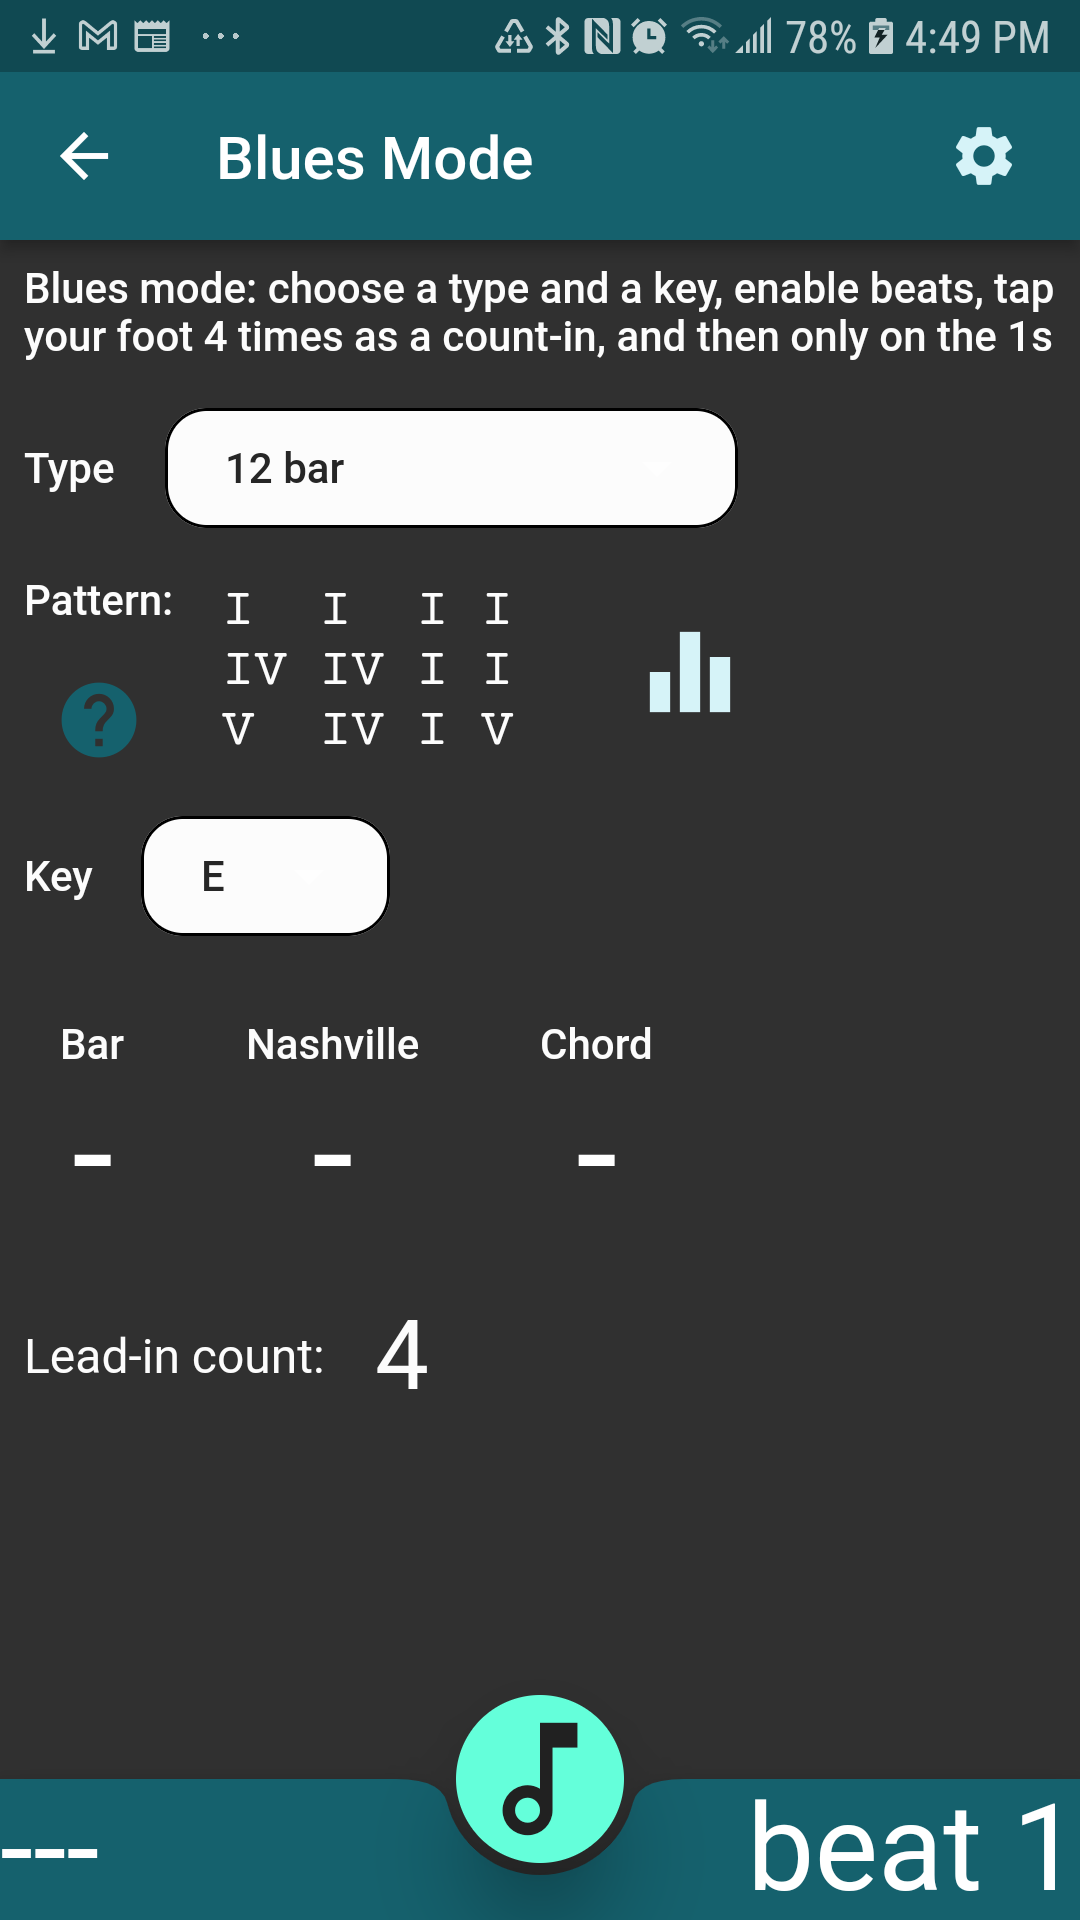 78% 4:49 PM
Blues Mode
Blues mode: choose a type and a key, enable beats, tap
your foot 4 times as a count-in, and then only on the 1s
Type 12 bar
Pattern: I I I I
IV IV I I
? V IV I V
Key E
Bar Nashville Chord
- - -
Lead-in count: 4
--- beat 1